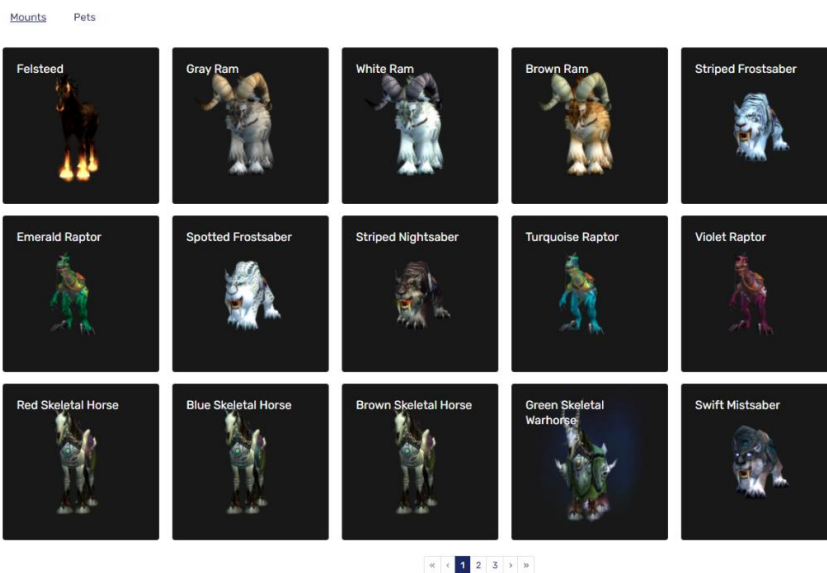 Mounts Pets
Felsteed
Gray Ram
White Ram
Brown Ram
Striped Frostsaber
Emerald Raptor
Spotted Frostsaber
Striped Nightsaber
Turquoise Raptor
Violet Raptor
Red Skeletal Horse
Blue Skeletal Horse
Brown Skeletal Horse
Green Skeletal
Warhorse
Swift Mistsaber
« ‹ 1 2 3 › »